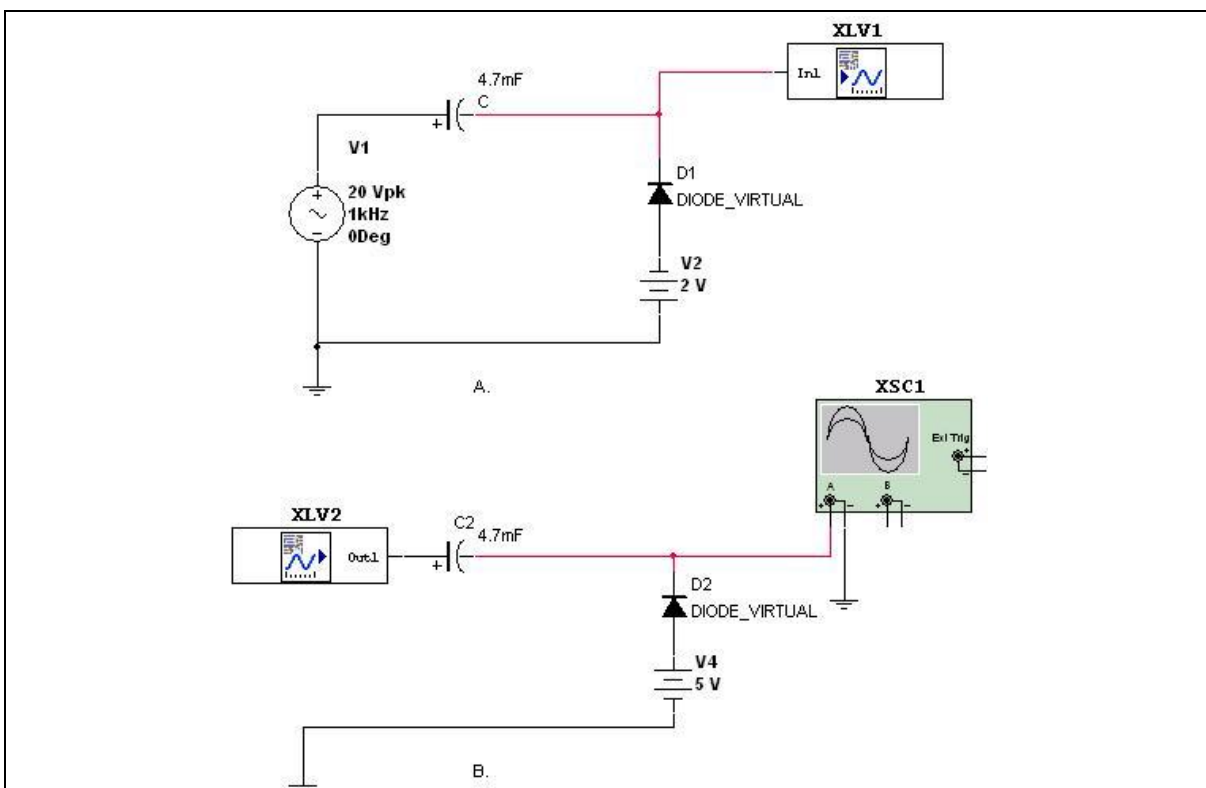 XLV1
In1
4.7mF
C
+
V1
+
20 Vpk
1kHz
0Deg
D1
DIODE_VIRTUAL
V2
2 V
A.
XSC1
Ext Trig
+
A
B
+
+
XLV2
Out1
C2
4.7mF
+
D2
DIODE_VIRTUAL
V4
5 V
B.